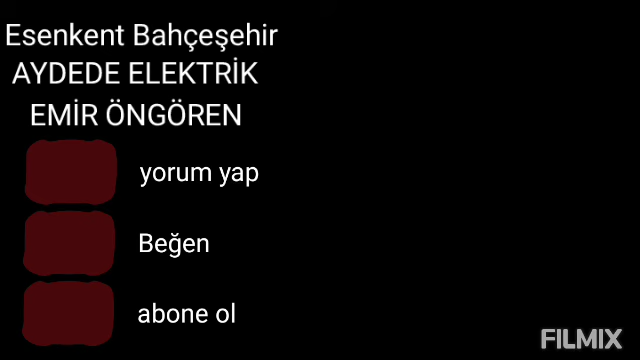 Esenkent Bahçeşehir
AYDEDE ELEKTRİK
EMİR ÖNGÖREN
yorum yap
Beğen
abone ol
FILMIX